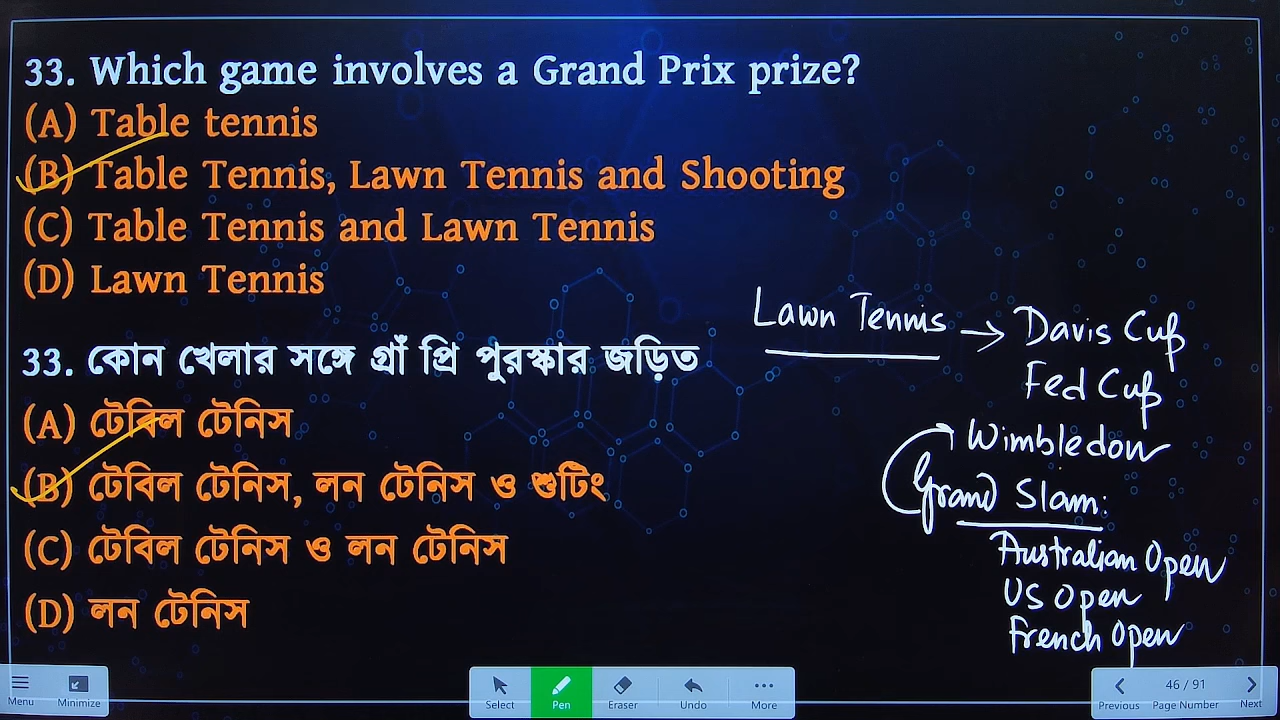 33. Which game involves a Grand Prix prize?
(A) Table tennis
(B) Table Tennis, Lawn Tennis and Shooting
(C) Table Tennis and Lawn Tennis
(D) Lawn Tennis
33. কোন খেলার সঙ্গে গ্রাঁ প্রি পুরস্কার জড়িত
(A) টেবিল টেনিস
(B) টেবিল টেনিস, লন টেনিস ও শুটিং
(C) টেবিল টেনিস ও লন টেনিস
(D) লন টেনিস
Lawn Tennis → Davis Cup
Fed Cup
Wimbledon
Grand Slam:
Australian Open
US Open
French Open
Menu
Minimize
Select
Pen
Eraser
Undo
More
46 / 91
Previous
Page Number
Next